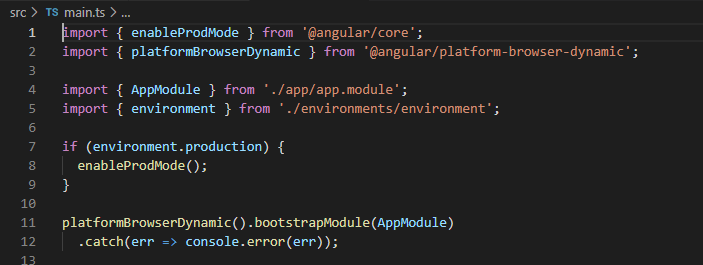 src > TS main.ts > ...
1 import { enableProdMode } from '@angular/core';
2 import { platformBrowserDynamic } from '@angular/platform-browser-dynamic';
3
4 import { AppModule } from './app/app.module';
5 import { environment } from './environments/environment';
6
7 if (environment.production) {
8   enableProdMode();
9 }
10
11 platformBrowserDynamic().bootstrapModule(AppModule)
12   .catch(err => console.error(err));
13